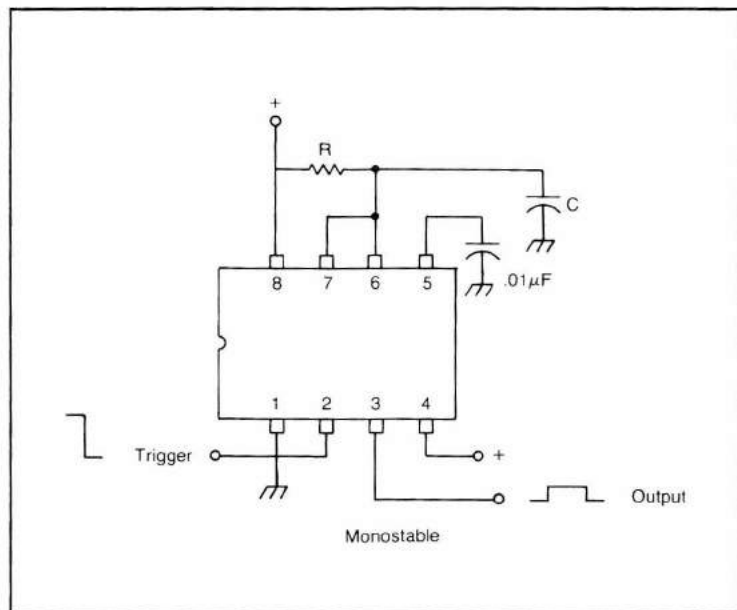 +
R
C
8 7 6 5
.01μF
1 2 3 4
Trigger
+
Output
Monostable